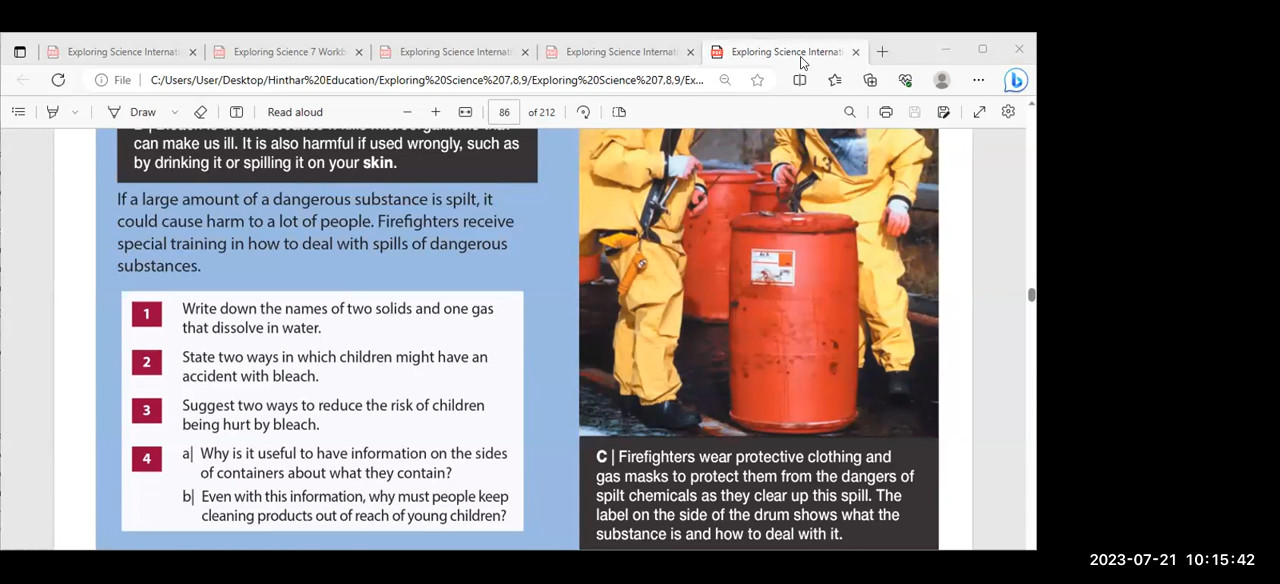 Exploring Science Internati
Exploring Science 7 Workb
Exploring Science Internati
Exploring Science Internati
Exploring Science Internati
File
C:/Users/User/Desktop/Hinthar%20Education/Exploring%20Science%207,8,9/Exploring%20Science%207,8,9/Ex...
Draw
Read aloud
86
of 212
can make us ill. It is also harmful if used wrongly, such as
by drinking it or spilling it on your skin.
If a large amount of a dangerous substance is spilt, it
could cause harm to a lot of people. Firefighters receive
special training in how to deal with spills of dangerous
substances.
1 Write down the names of two solids and one gas
that dissolve in water.
2 State two ways in which children might have an
accident with bleach.
3 Suggest two ways to reduce the risk of children
being hurt by bleach.
4 a| Why is it useful to have information on the sides
of containers about what they contain?
b| Even with this information, why must people keep
cleaning products out of reach of young children?
C | Firefighters wear protective clothing and
gas masks to protect them from the dangers of
spilt chemicals as they clear up this spill. The
label on the side of the drum shows what the
substance is and how to deal with it.
2023-07-21 10:15:42